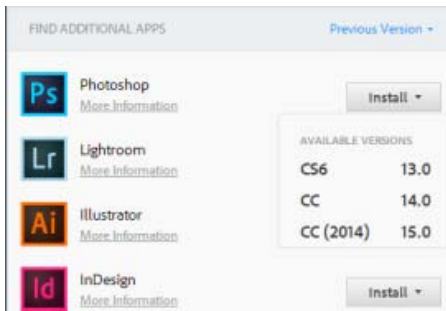 FIND ADDITIONAL APPS Previous Version
Ps Photoshop Install
More Information
AVAILABLE VERSIONS
Lr Lightroom
More Information
CS6 13.0
CC 14.0
Ai Illustrator
More Information
CC (2014) 15.0
Id InDesign Install
More Information